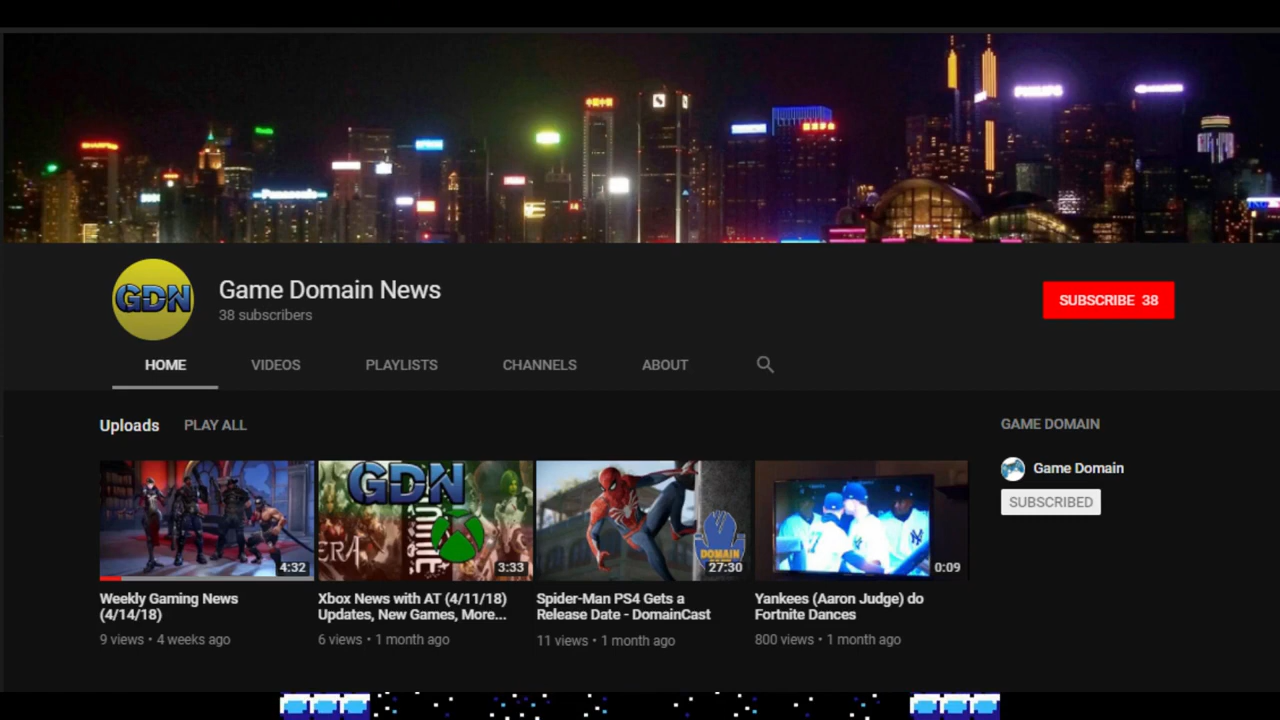 Panasonic
PHILIPS
GDN
Game Domain News
38 subscribers
SUBSCRIBE 38
HOME VIDEOS PLAYLISTS CHANNELS ABOUT
Uploads PLAY ALL
GAME DOMAIN
Game Domain
SUBSCRIBED
GDN
DOMAIN
4:32
3:33
27:30
0:09
Weekly Gaming News
(4/14/18)
9 views • 4 weeks ago
Xbox News with AT (4/11/18)
Updates, New Games, More...
6 views • 1 month ago
Spider-Man PS4 Gets a
Release Date - DomainCast
11 views • 1 month ago
Yankees (Aaron Judge) do
Fortnite Dances
800 views • 1 month ago